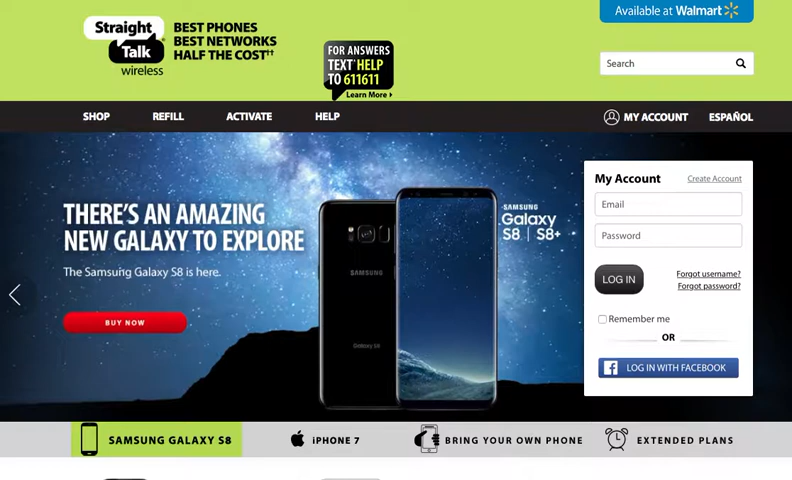 Available at Walmart
Straight
Talk
wireless
BEST PHONES
BEST NETWORKS
HALF THE COST††
FOR ANSWERS
TEXT HELP
TO 611611
Learn More
Search
SHOP
REFILL
ACTIVATE
HELP
MY ACCOUNT
ESPAÑOL
THERE'S AN AMAZING
NEW GALAXY TO EXPLORE
The Samsung Galaxy S8 is here.
BUY NOW
SAMSUNG
Galaxy S8
SAMSUNG
Galaxy
S8 | S8+
My Account
Create Account
Email
Password
LOG IN
Forgot username?
Forgot password?
Remember me
OR
LOG IN WITH FACEBOOK
SAMSUNG GALAXY S8
iPHONE 7
BRING YOUR OWN PHONE
EXTENDED PLANS